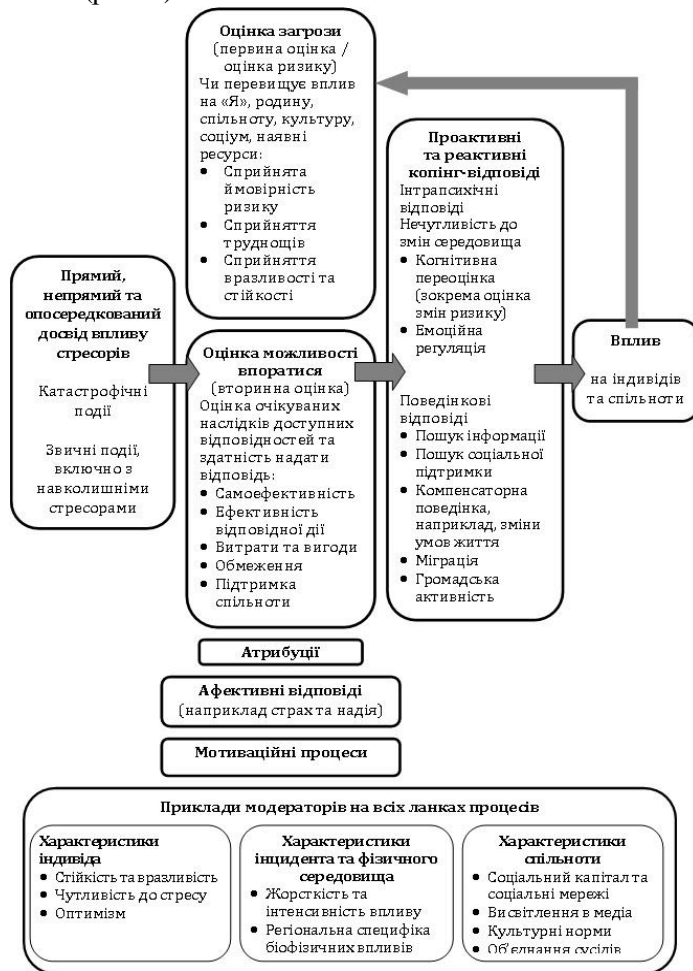 Оцінка загрози
(первина оцінка /
оцінка ризику)
Чи перевищує вплив
на «Я», родину,
спільноту, культуру,
соціум, наявні
ресурси:
● Сприйнята
ймовірність
ризику
● Сприйняття
труднощів
● Сприйняття
вразливості та
стійкості
Прямий,
непрямий та
опосередкований
досвід впливу
стресорів
Катастрофічні
події
Звичні події,
включно з
навколишніми
стресорами
Оцінка можливості
впоратися
(вторинна оцінка)
Оцінка очікуваних
наслідків доступних
відповідностей та
здатність надати
відповідь:
● Самоефективність
● Ефективність
відповідної дії
● Витрати та вигоди
● Обмеження
● Підтримка
спільноти
Проактивні
та реактивні
копінг-відповіді
Інтрапсихічні
відповіді
Нечутливість до
змін середовища
● Когнітивна
переоцінка
(зокрема оцінка
змін ризику)
● Емоційна
регуляція
Поведінкові
відповіді
● Пошук інформації
● Пошук соціальної
підтримки
● Компенсаторна
поведінка,
наприклад, зміни
умов життя
● Міграція
● Громадська
активність
Вплив
на індивідів
та спільноти
Атрибуції
Афективні відповіді
(наприклад страх та надія)
Мотиваційні процеси
Приклади модераторів на всіх ланках процесів
Характеристики
індивіда
● Стійкість та вразливість
● Чутливість до стресу
● Оптимізм
Характеристики
інцидента та фізичного
середовища
● Жорсткість та
інтенсивність впливу
● Регіональна специфіка
біофізичних впливів
Характеристики
спільноти
● Соціальний капітал та
соціальні мережі
● Висвітлення в медіа
● Культурні норми
● Об'єднання сусідів